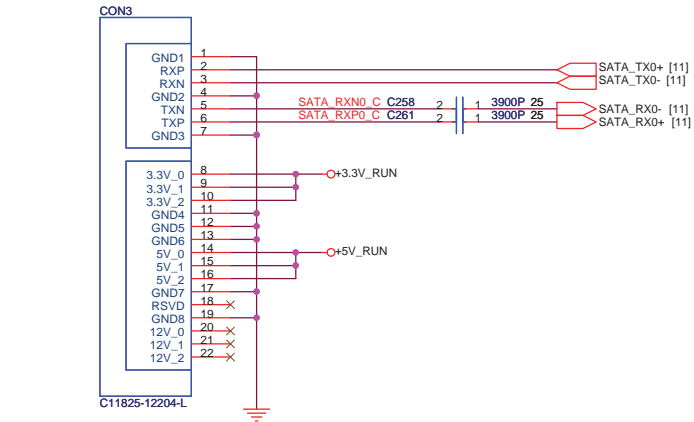 CON3
GND1 1
RXP 2 SATA_TX0+ [11]
RXN 3 SATA_TX0- [11]
GND2 4
TXN 5 SATA_RXN0_C C258 2 1 3900P 25 SATA_RX0- [11]
TXP 6 SATA_RXP0_C C261 2 1 3900P 25 SATA_RX0+ [11]
GND3 7
3.3V_0 8 +3.3V_RUN
3.3V_1 9
3.3V_2 10
GND4 11
GND5 12
GND6 13
5V_0 14 +5V_RUN
5V_1 15
5V_2 16
GND7 17
RSVD 18
GND8 19
12V_0 20
12V_1 21
12V_2 22
C11825-12204-L